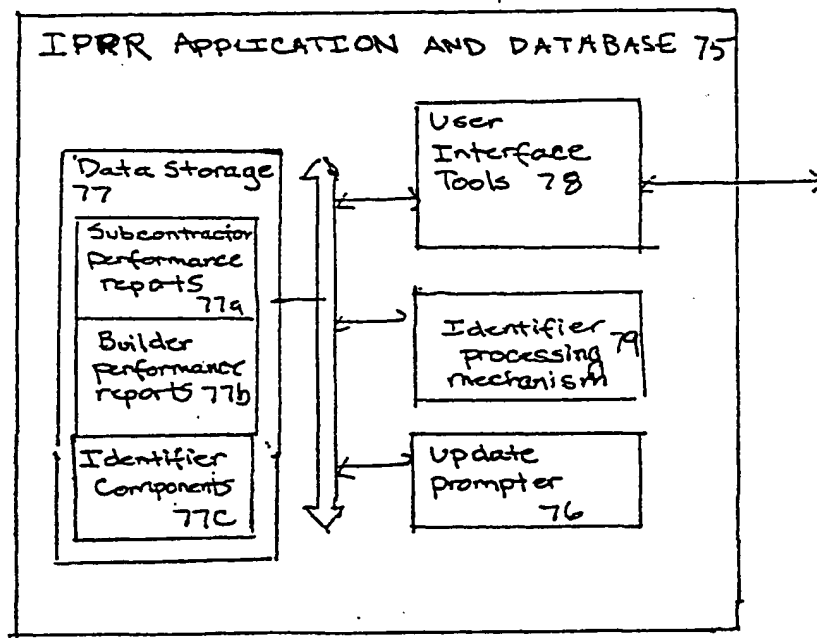 IPRR APPLICATION AND DATABASE 75
Data Storage
77
Subcontractor
performance
reports
77a
Builder
performance
reports 77b
Identifier
Components
77C
User
Interface
Tools 78
Identifier 79
processing
mechanism
update
prompter
76